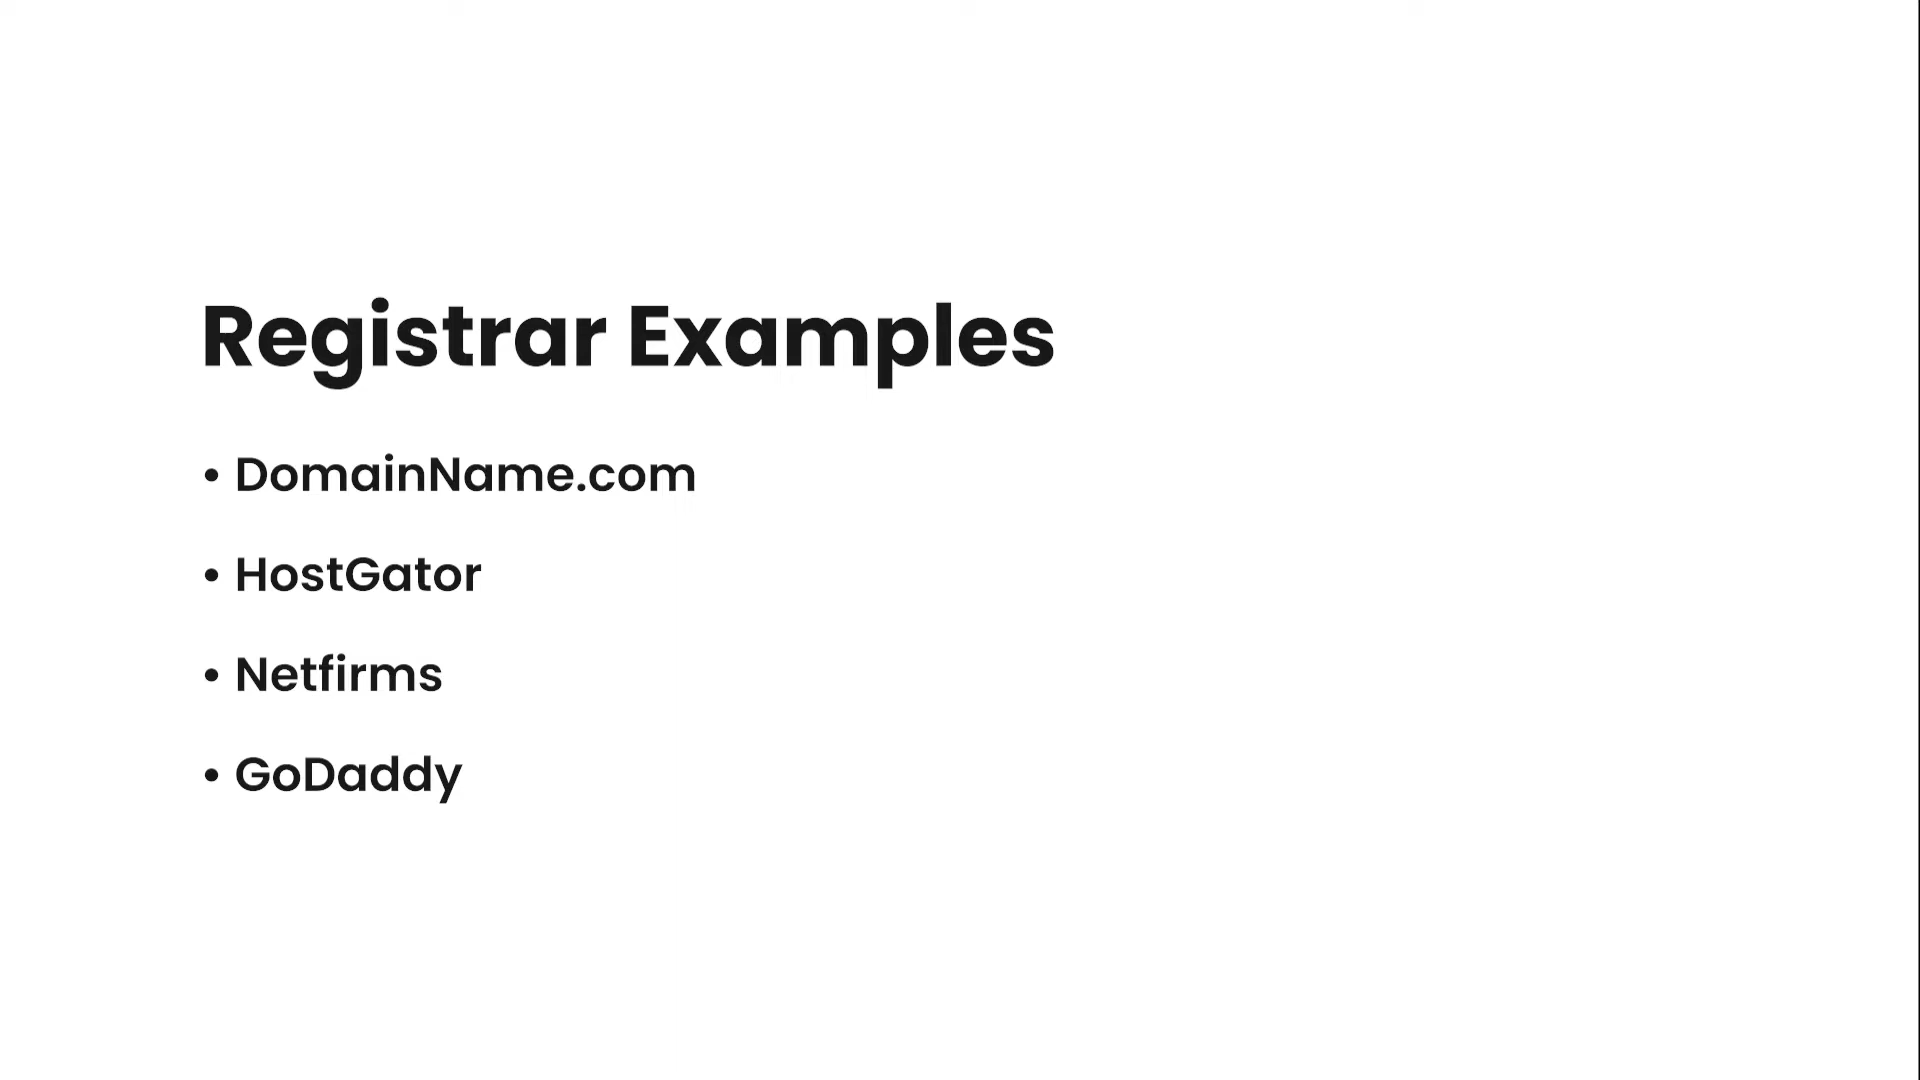 Registrar Examples
• DomainName.com
• HostGator
• Netfirms
• GoDaddy